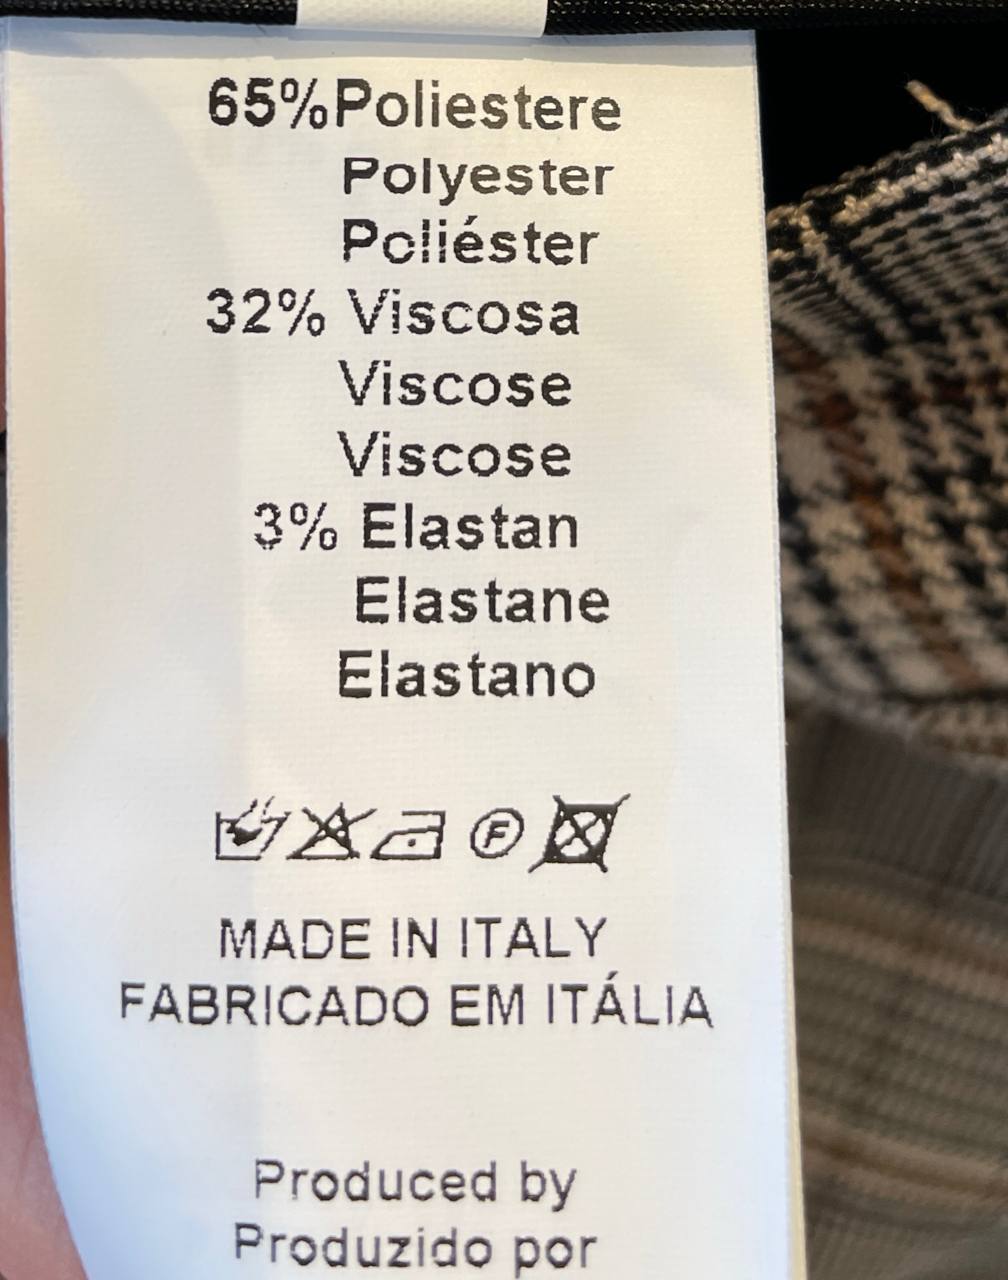 65%Poliestere
Polyester
Poliéster
32% Viscosa
Viscose
Viscose
3% Elastan
Elastane
Elastano
F
MADE IN ITALY
FABRICADO EM ITÁLIA
Produced by
Produzido por